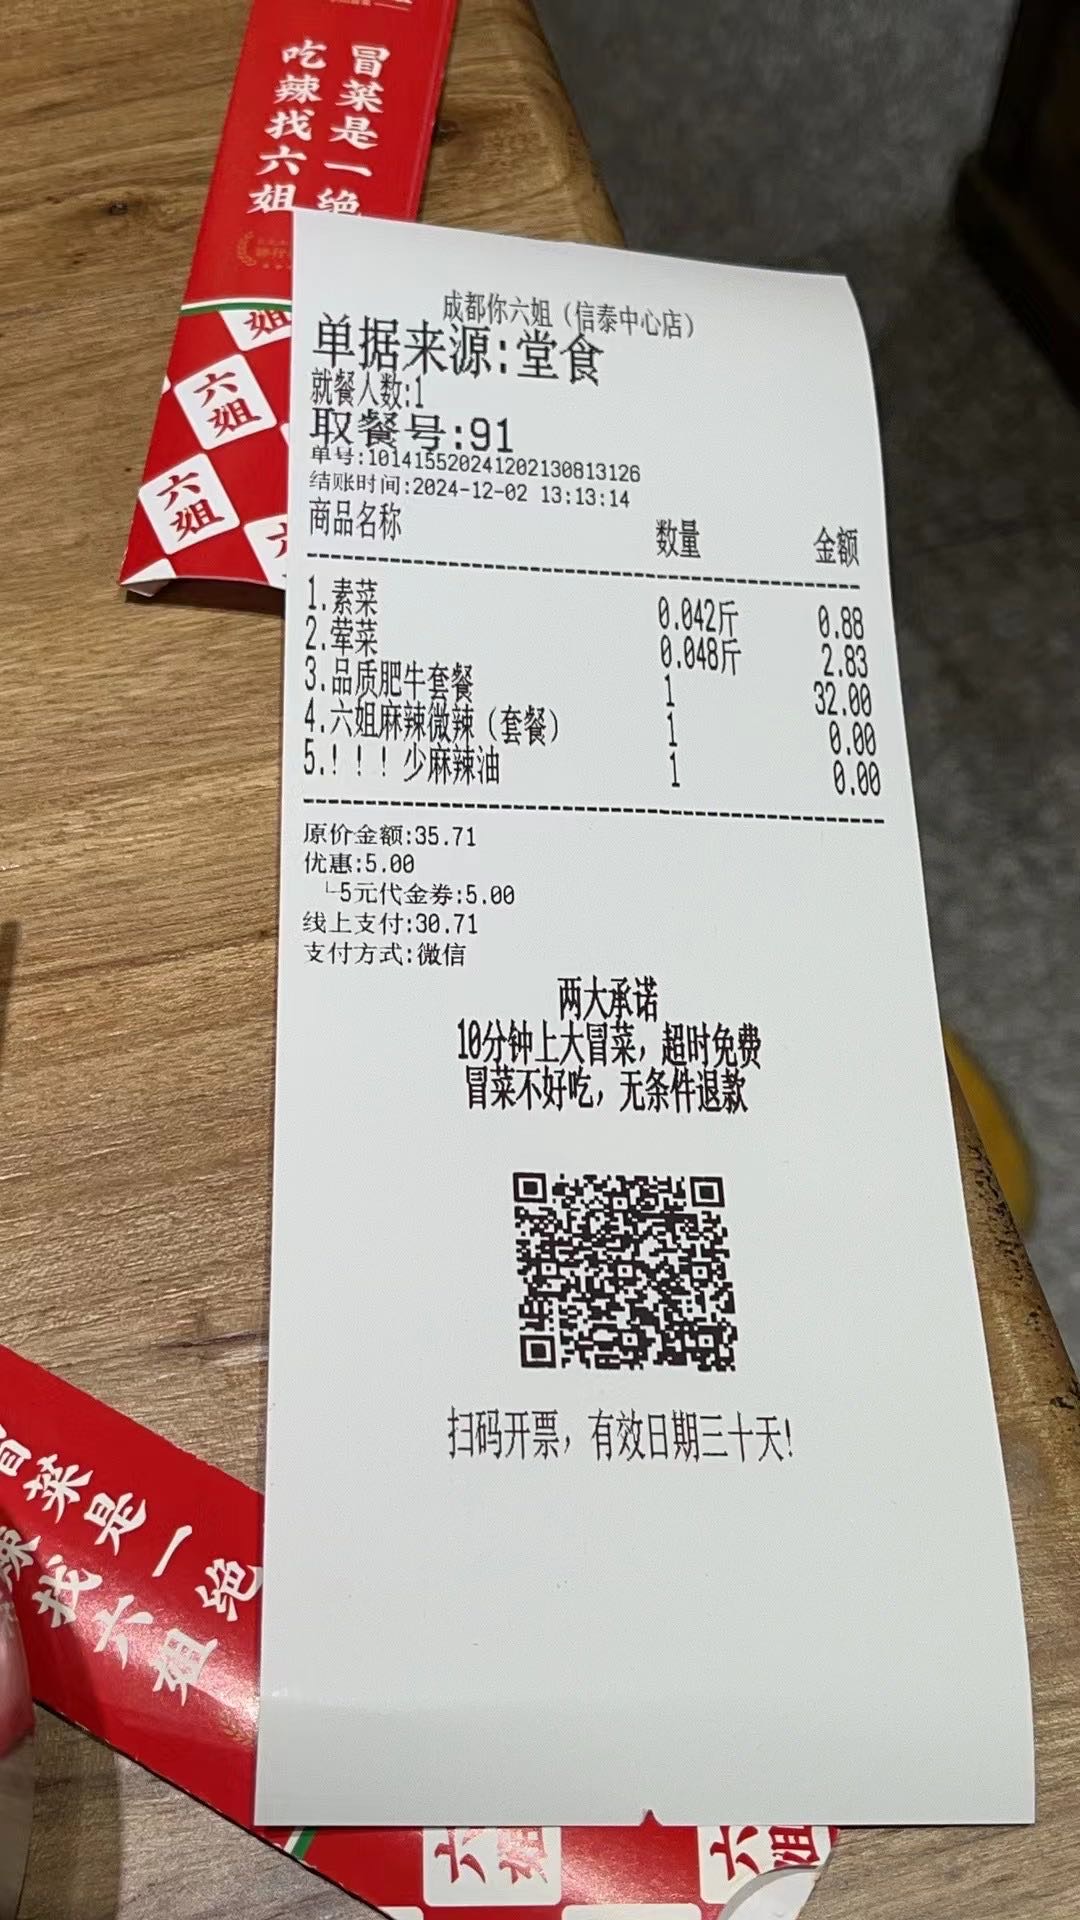 冒菜是一绝
吃辣找六姐
姐
六姐
六姐
成都你六姐（信泰中心店）
单据来源:堂食
就餐人数:1
取餐号:91
单号:101415520241202130813126
结账时间:2024-12-02 13:13:14
商品名称 数量 金额
1.素菜 0.042斤 0.88
2.荤菜 0.048斤 2.83
3.品质肥牛套餐 1 32.00
4.六姐麻辣微辣（套餐） 1 0.00
5.！！！少麻辣油 1 0.00
原价金额:35.71
优惠:5.00
└5元代金券:5.00
线上支付:30.71
支付方式:微信
两大承诺
10分钟上大冒菜，超时免费
冒菜不好吃，无条件退款
扫码开票，有效日期三十天!
冒菜是一绝
辣找六姐
六姐
六姐